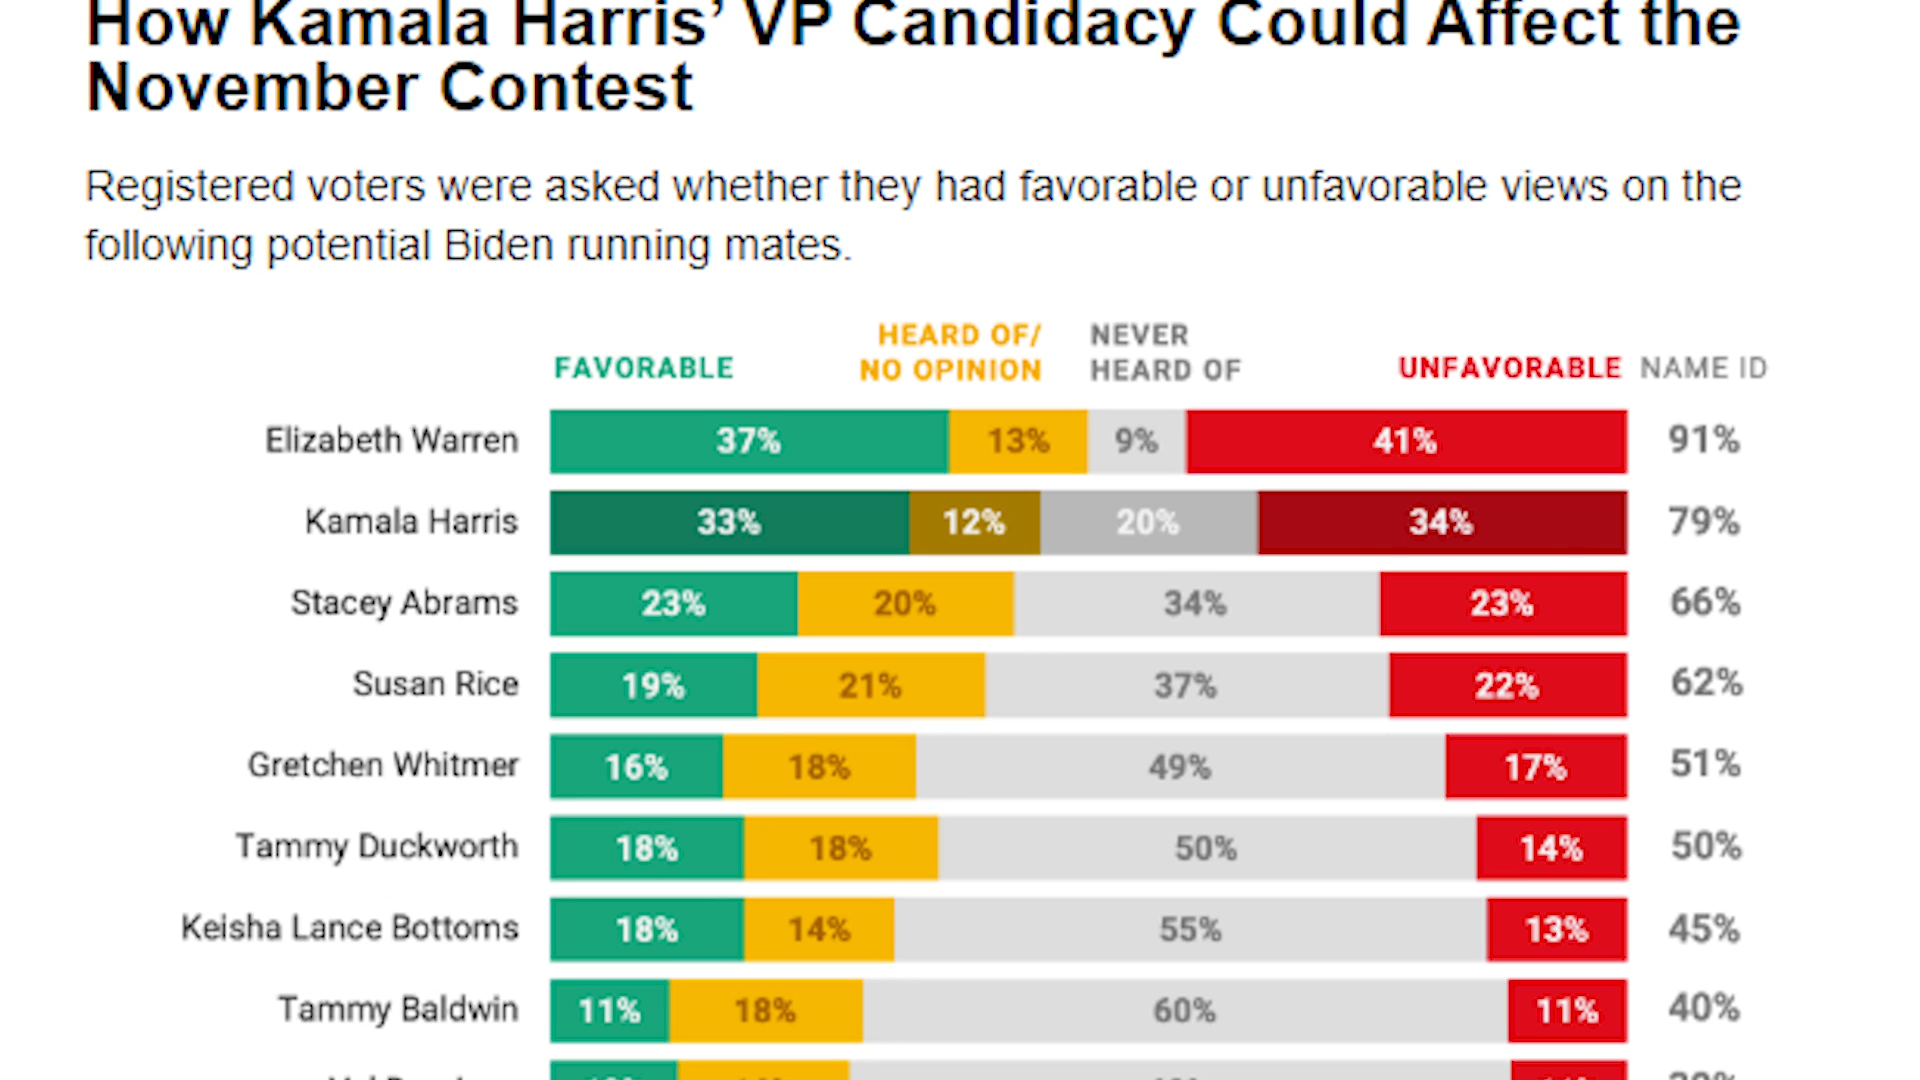 How Kamala Harris’ VP Candidacy Could Affect the
November Contest
Registered voters were asked whether they had favorable or unfavorable views on the
following potential Biden running mates.
FAVORABLE HEARD OF/ NO OPINION NEVER HEARD OF UNFAVORABLE NAME ID
Elizabeth Warren 37% 13% 9% 41% 91%
Kamala Harris 33% 12% 20% 34% 79%
Stacey Abrams 23% 20% 34% 23% 66%
Susan Rice 19% 21% 37% 22% 62%
Gretchen Whitmer 16% 18% 49% 17% 51%
Tammy Duckworth 18% 18% 50% 14% 50%
Keisha Lance Bottoms 18% 14% 55% 13% 45%
Tammy Baldwin 11% 18% 60% 11% 40%